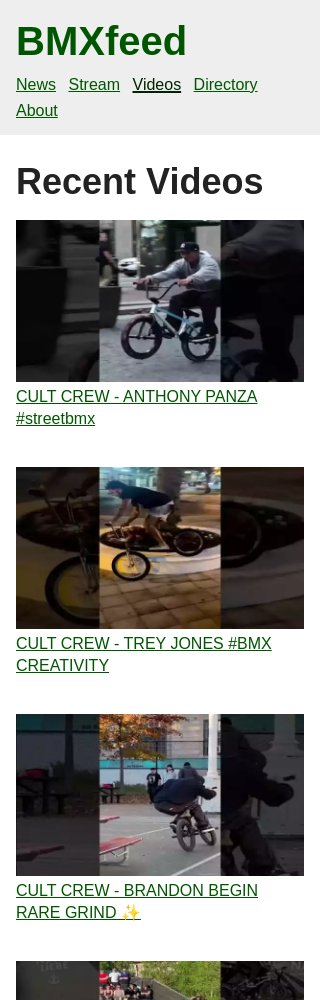 BMXfeed
News Stream Videos Directory
About
Recent Videos
CULT CREW - ANTHONY PANZA
#streetbmx
CULT CREW - TREY JONES #BMX
CREATIVITY
CULT CREW - BRANDON BEGIN
RARE GRIND ✨